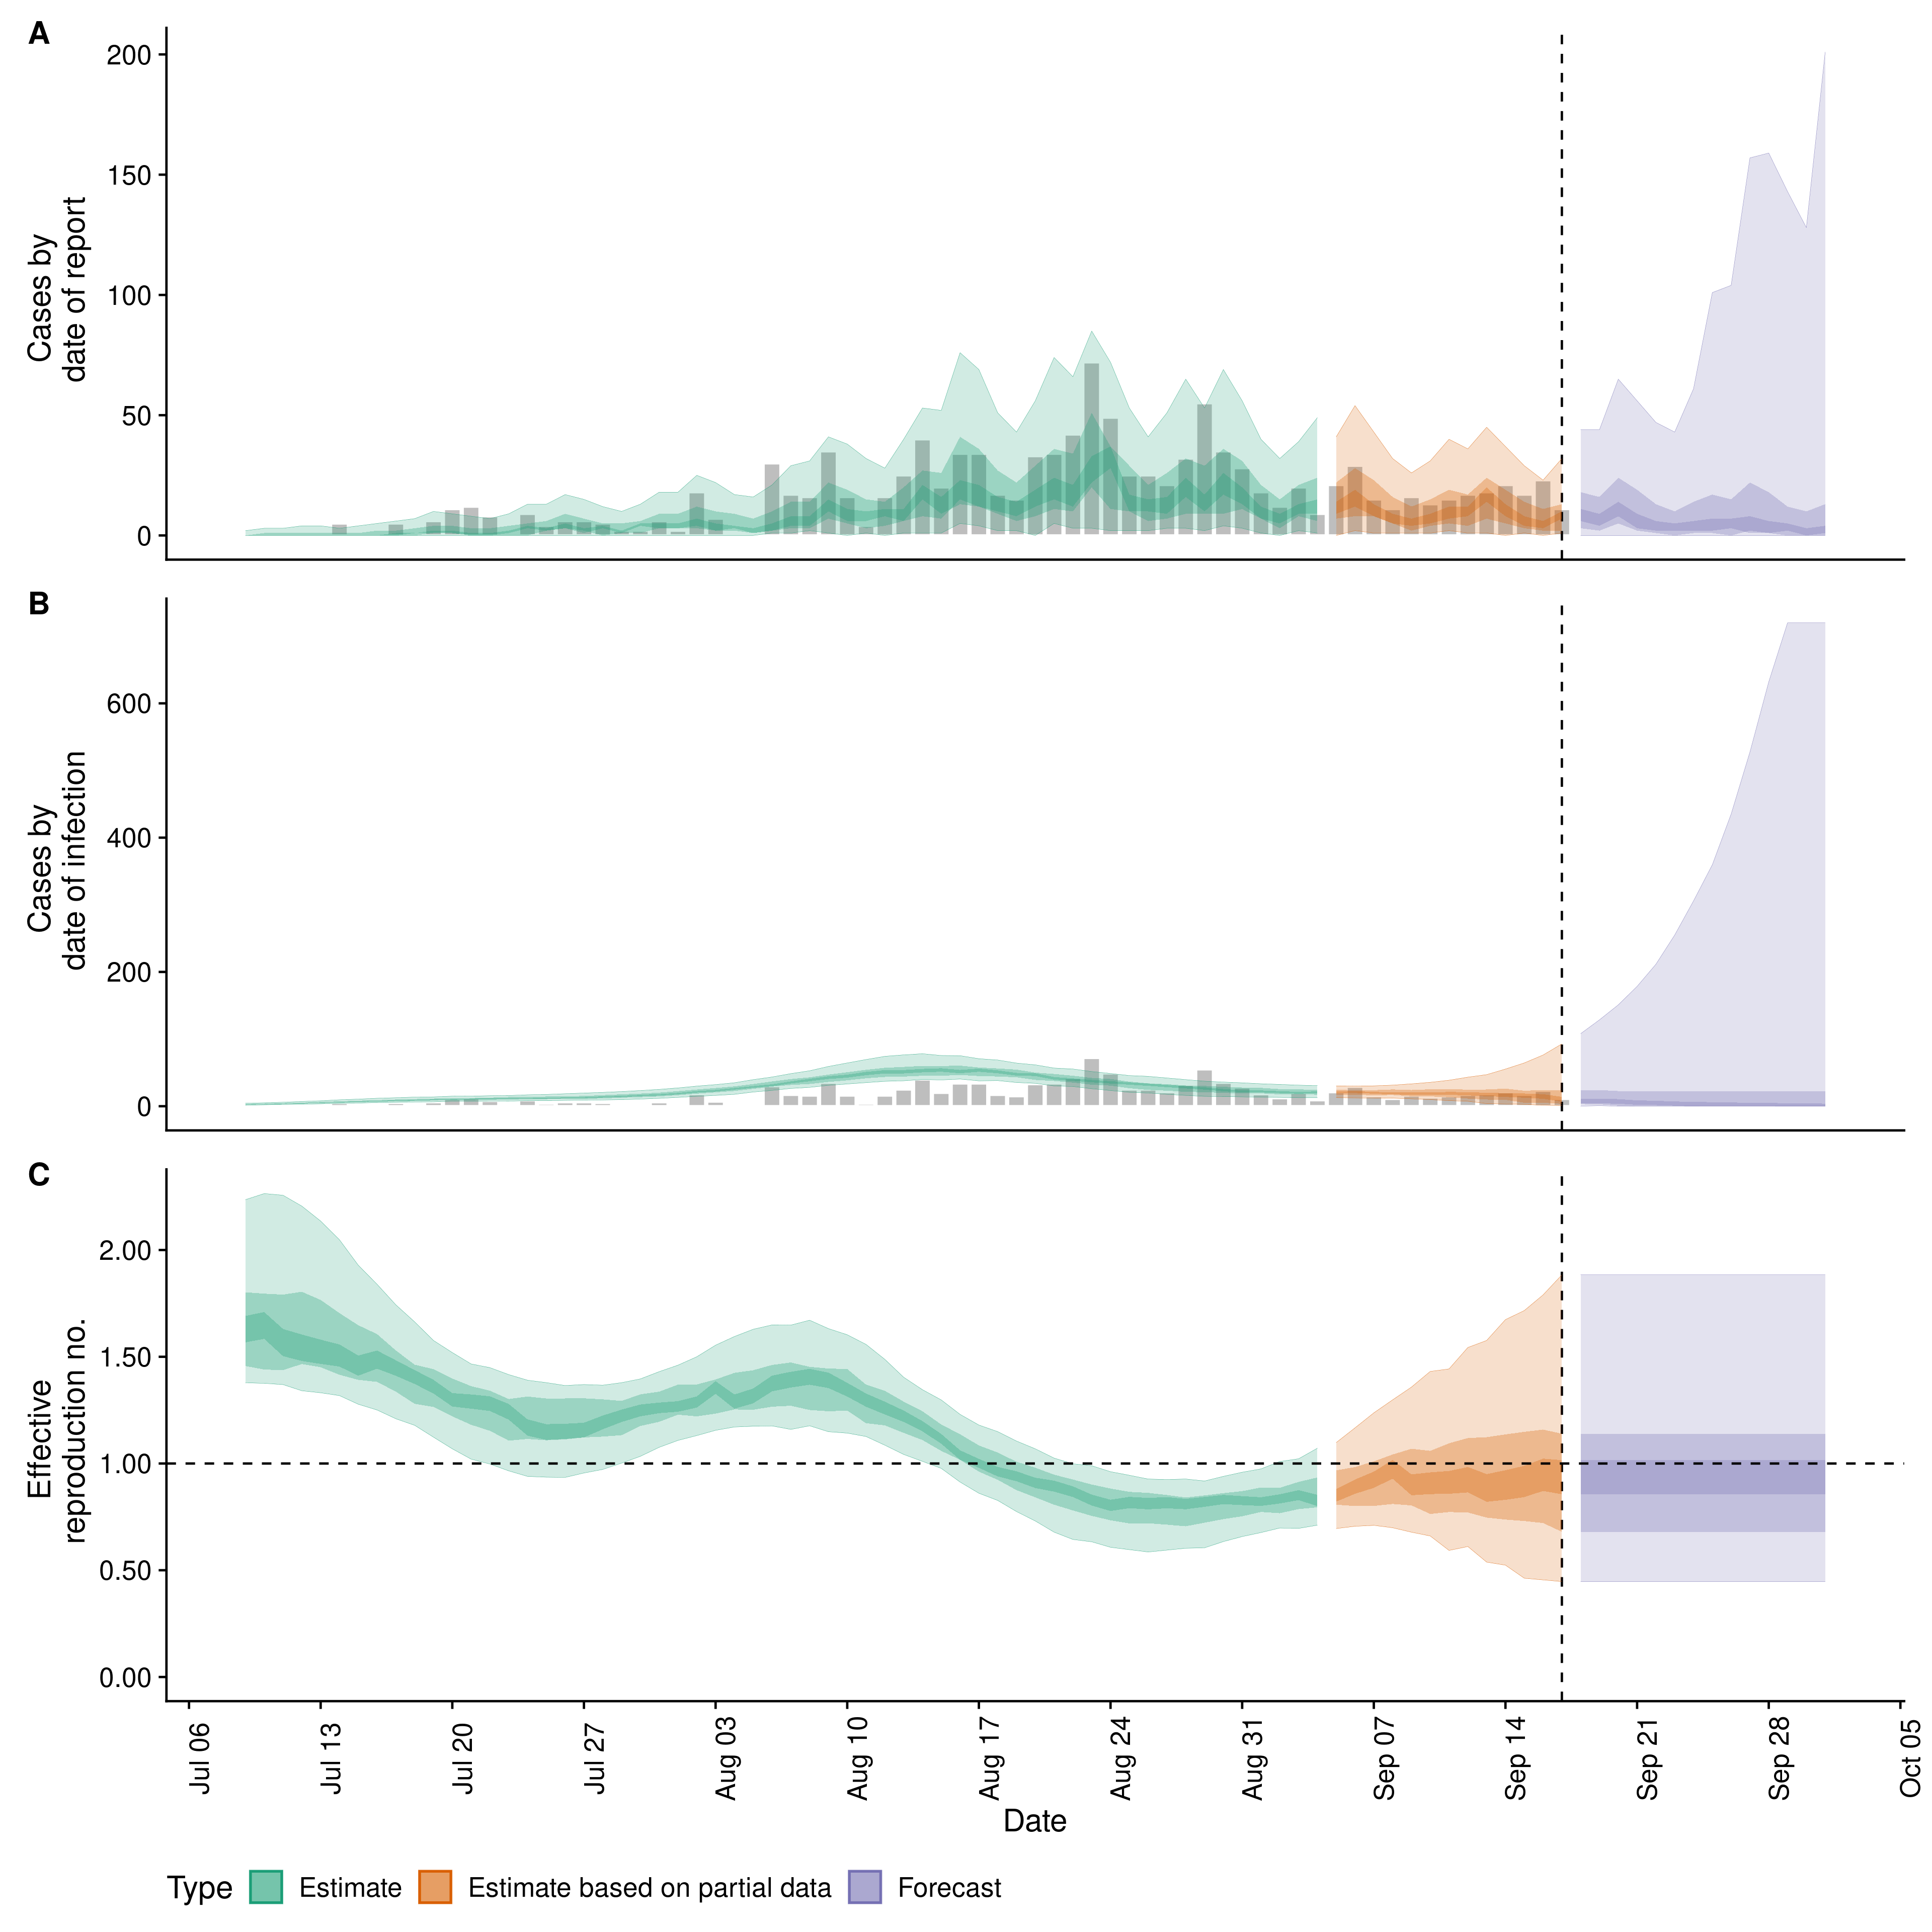 A
Cases by
date of report
200
150
100
50
0
B
Cases by
date of infection
600
400
200
0
C
Effective
reproduction no.
2.00
1.50
1.00
0.50
0.00
Jul 06
Jul 13
Jul 20
Jul 27
Aug 03
Aug 10
Aug 17
Aug 24
Aug 31
Sep 07
Sep 14
Sep 21
Sep 28
Oct 05
Date
Type Estimate Estimate based on partial data Forecast